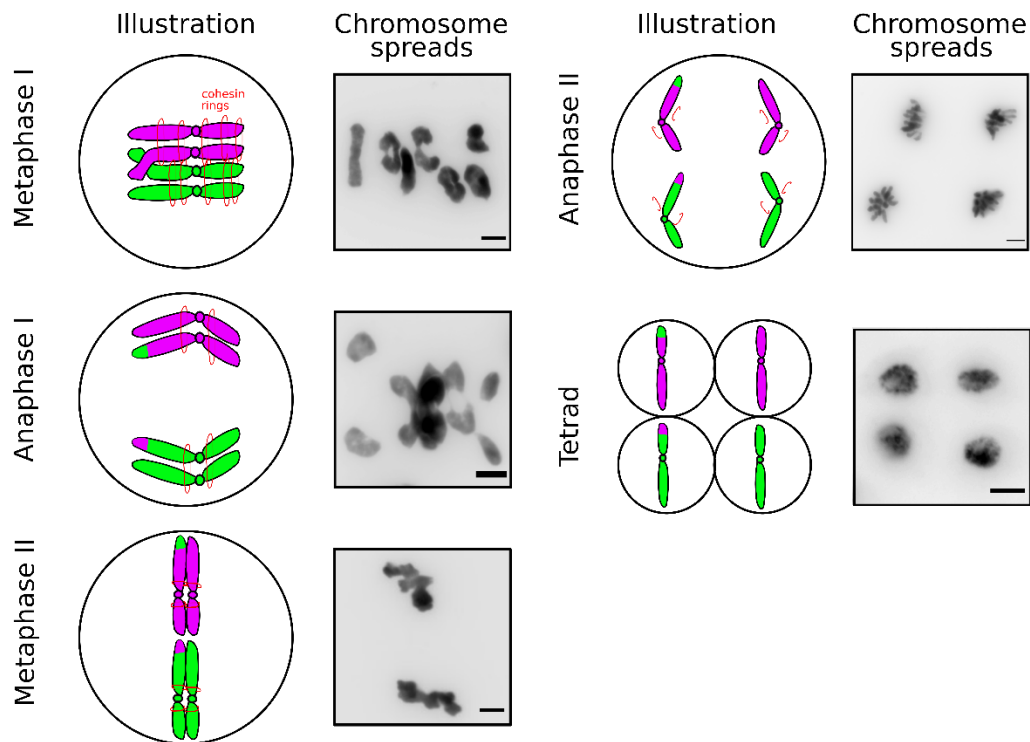 Illustration
Chromosome
spreads
Illustration
Chromosome
spreads
Metaphase I
cohesin
rings
Anaphase II
Anaphase I
Tetrad
Metaphase II